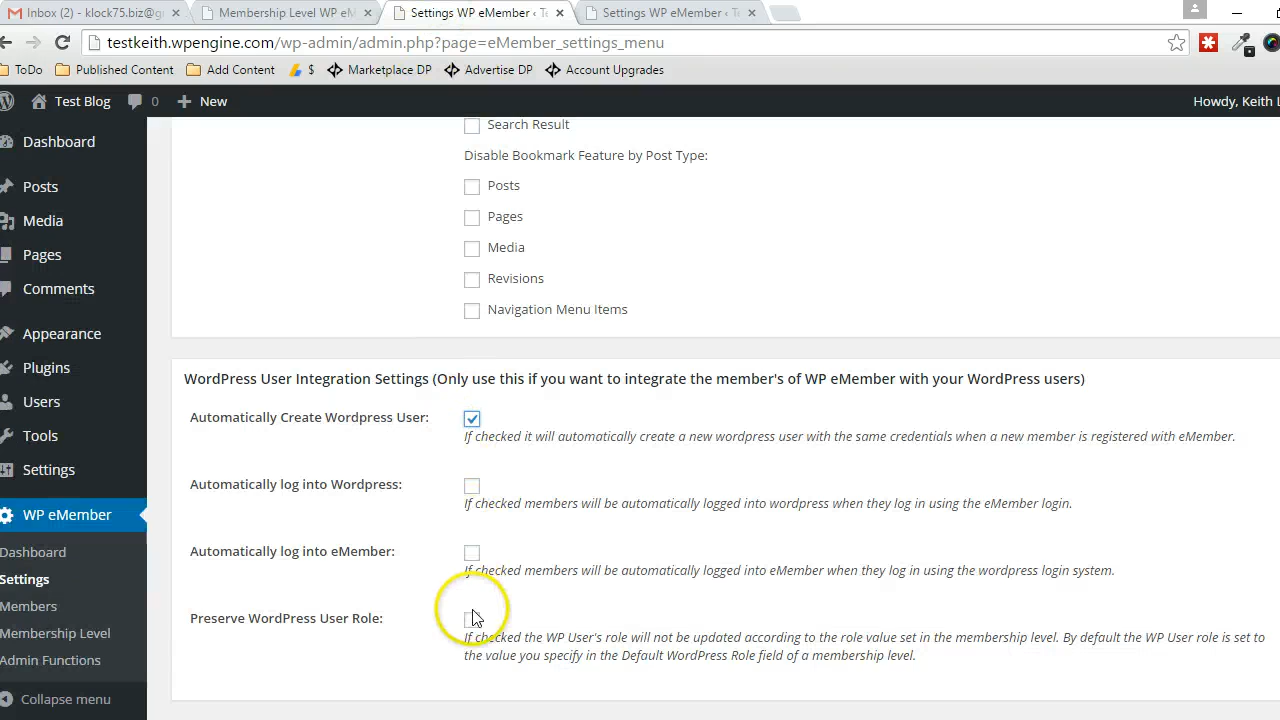 Inbox (2) - klock75.biz@g
Membership Level WP eM
Settings WP eMember ‹ Te
Settings WP eMember ‹ Te
testkeith.wpengine.com/wp-admin/admin.php?page=eMember_settings_menu
ToDo
Published Content
Add Content
$
Marketplace DP
Advertise DP
Account Upgrades
Test Blog
0
New
Howdy, Keith L
Dashboard
Posts
Media
Pages
Comments
Appearance
Plugins
Users
Tools
Settings
WP eMember
Dashboard
Settings
Members
Membership Level
Admin Functions
Collapse menu
Search Result
Disable Bookmark Feature by Post Type:
Posts
Pages
Media
Revisions
Navigation Menu Items
WordPress User Integration Settings (Only use this if you want to integrate the member's of WP eMember with your WordPress users)
Automatically Create Wordpress User:
If checked it will automatically create a new wordpress user with the same credentials when a new member is registered with eMember.
Automatically log into Wordpress:
If checked members will be automatically logged into wordpress when they log in using the eMember login.
Automatically log into eMember:
If checked members will be automatically logged into eMember when they log in using the wordpress login system.
Preserve WordPress User Role:
If checked the WP User's role will not be updated according to the role value set in the membership level. By default the WP User role is set to
the value you specify in the Default WordPress Role field of a membership level.